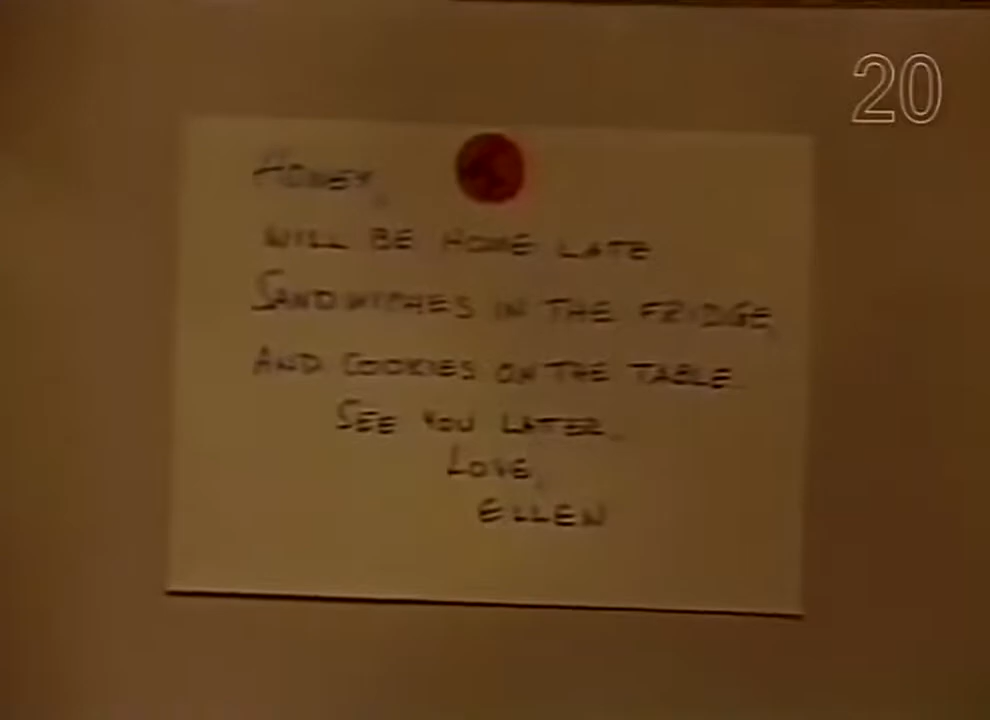 20
HONEY,
WILL BE HOME LATE
SANDWITHES IN THE FRIDGE,
AND COOKIES ON THE TABLE.
SEE YOU LATER.
LOVE,
ELLEN